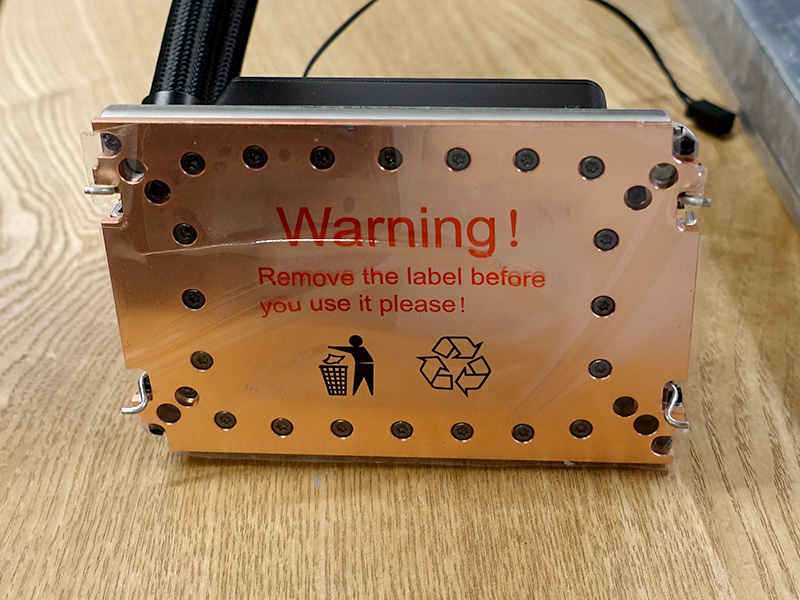 Warning!
Remove the label before
you use it please!